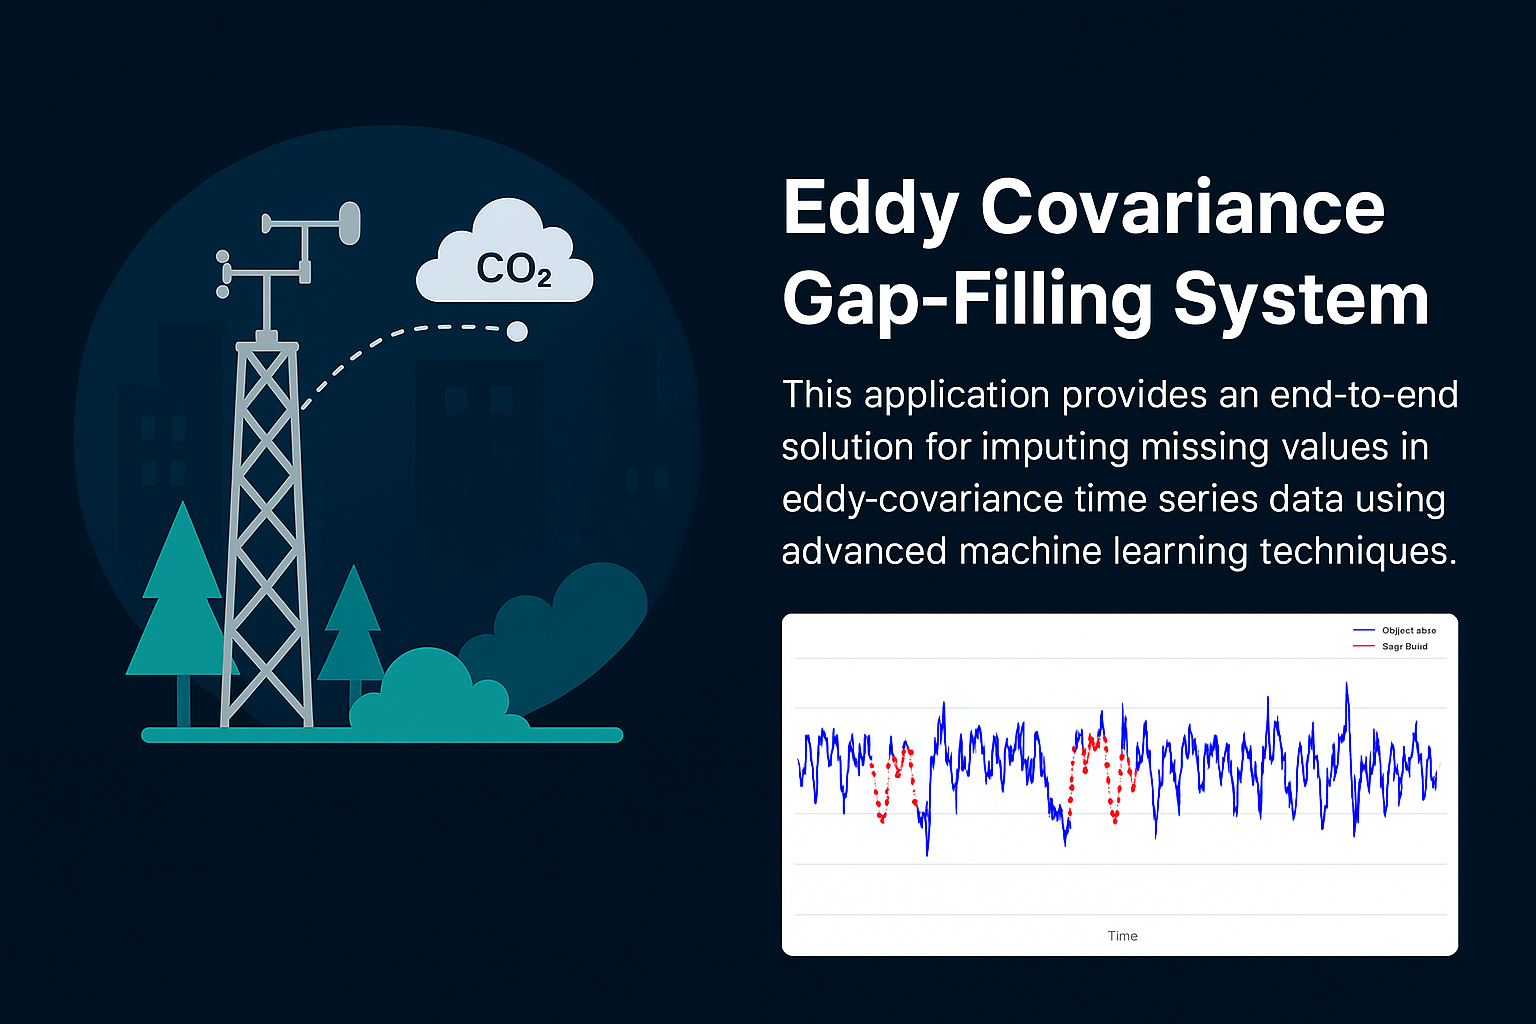 CO₂
Eddy Covariance
Gap-Filling System
This application provides an end-to-end
solution for imputing missing values in
eddy-covariance time series data using
advanced machine learning techniques.
Objject abse
Sagr Buiid
Time